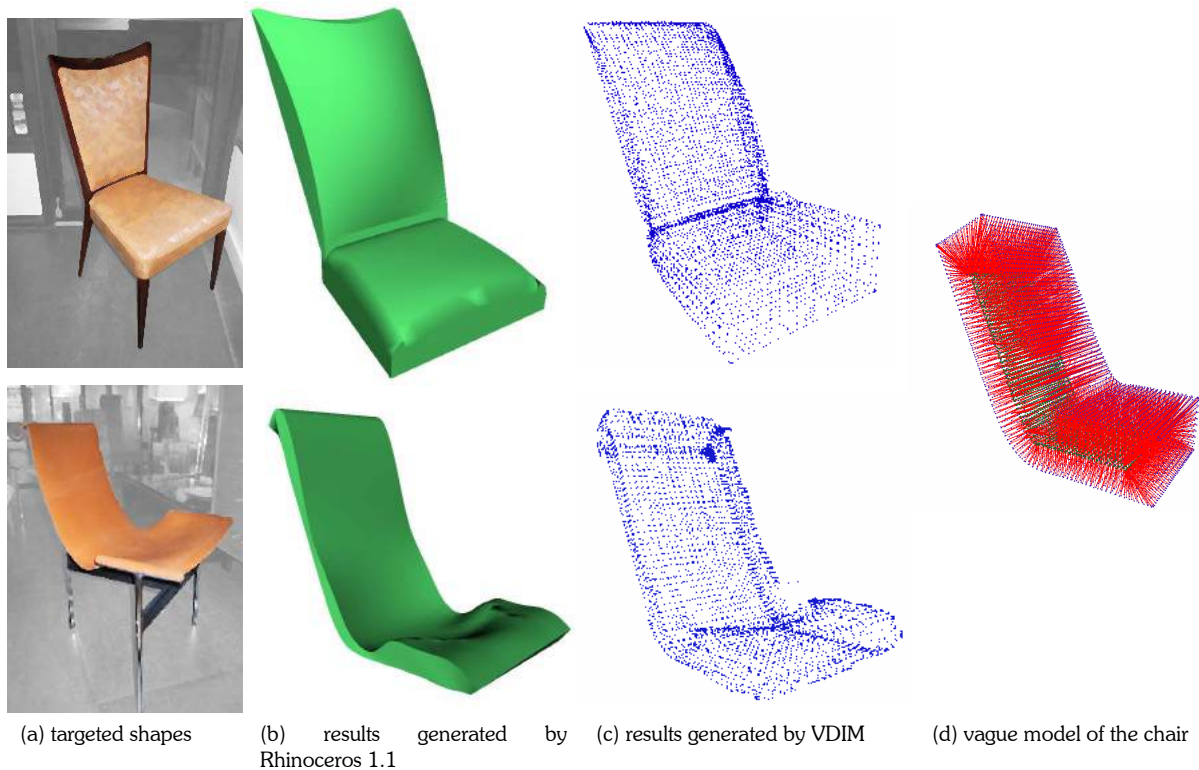 (a) targeted shapes
(b) results generated by
Rhinoceros 1.1
(c) results generated by VDIM
(d) vague model of the chair